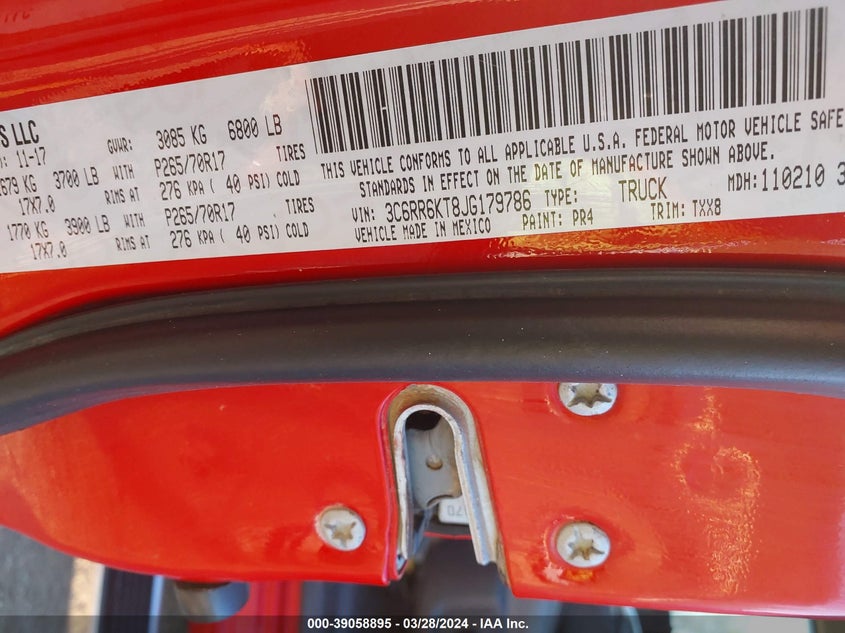 S LLC
: 11-17 GVWR: 3085 KG 6800 LB
1679 KG 3700 LB P265/70R17 TIRES
17X7.0 RIMS AT 276 KPA ( 40 PSI) COLD
1770 KG 3900 LB P265/70R17 TIRES
17X7.0 RIMS AT 276 KPA ( 40 PSI) COLD
THIS VEHICLE CONFORMS TO ALL APPLICABLE U.S.A. FEDERAL MOTOR VEHICLE SAFE
STANDARDS IN EFFECT ON THE DATE OF MANUFACTURE SHOWN ABOVE.
VIN: 3C6RR6KT8JG179786 TYPE: TRUCK MDH: 110210 3
VEHICLE MADE IN MEXICO PAINT: PR4 TRIM: TXX8
70
000-39058895 - 03/28/2024 - IAA Inc.